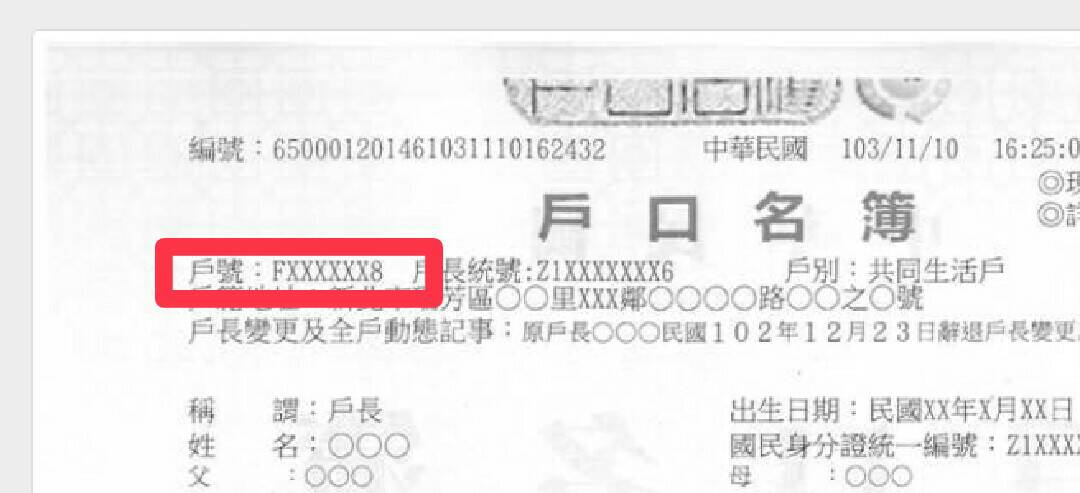 編號：65000120146103111016​2432 中華民國 103/11/10 16:25:0
戶口名簿
戶號：FXXXXXX8 戶長統號:Z1XXXXXXX6 戶別：共同生活戶
芳區○○里XXX鄰○○○○路○○之○號
戶長變更及全戶動態記事：原戶長○○○民國１０２年１２月２３日辭退戶長變更
稱謂：戶長 出生日期：民國XX年X月XX日
姓名：○○○ 國民身分證統一編號：Z1XXXX
父：○○○ 母：○○○